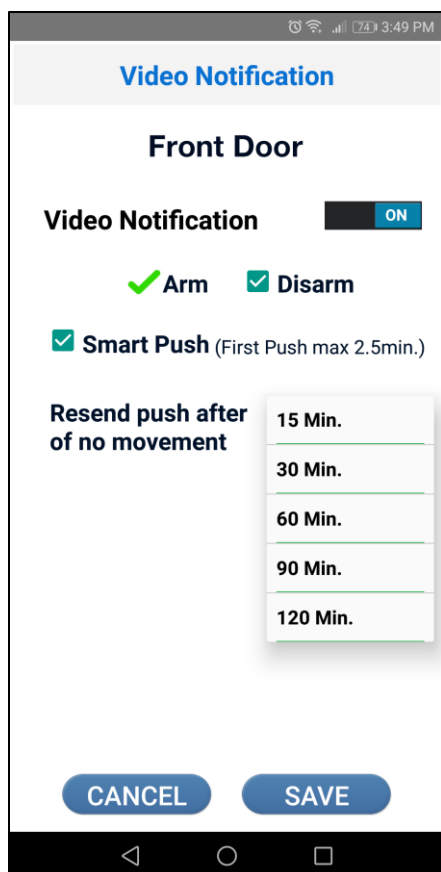 74 3:49 PM
Video Notification
Front Door
Video Notification ON
Arm Disarm
Smart Push (First Push max 2.5min.)
Resend push after
of no movement
15 Min.
30 Min.
60 Min.
90 Min.
120 Min.
CANCEL SAVE